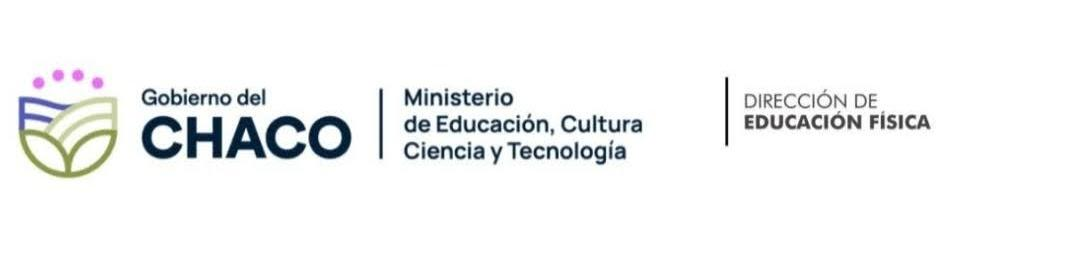 Gobierno del
CHACO
Ministerio
de Educación, Cultura
Ciencia y Tecnología
DIRECCIÓN DE
EDUCACIÓN FÍSICA